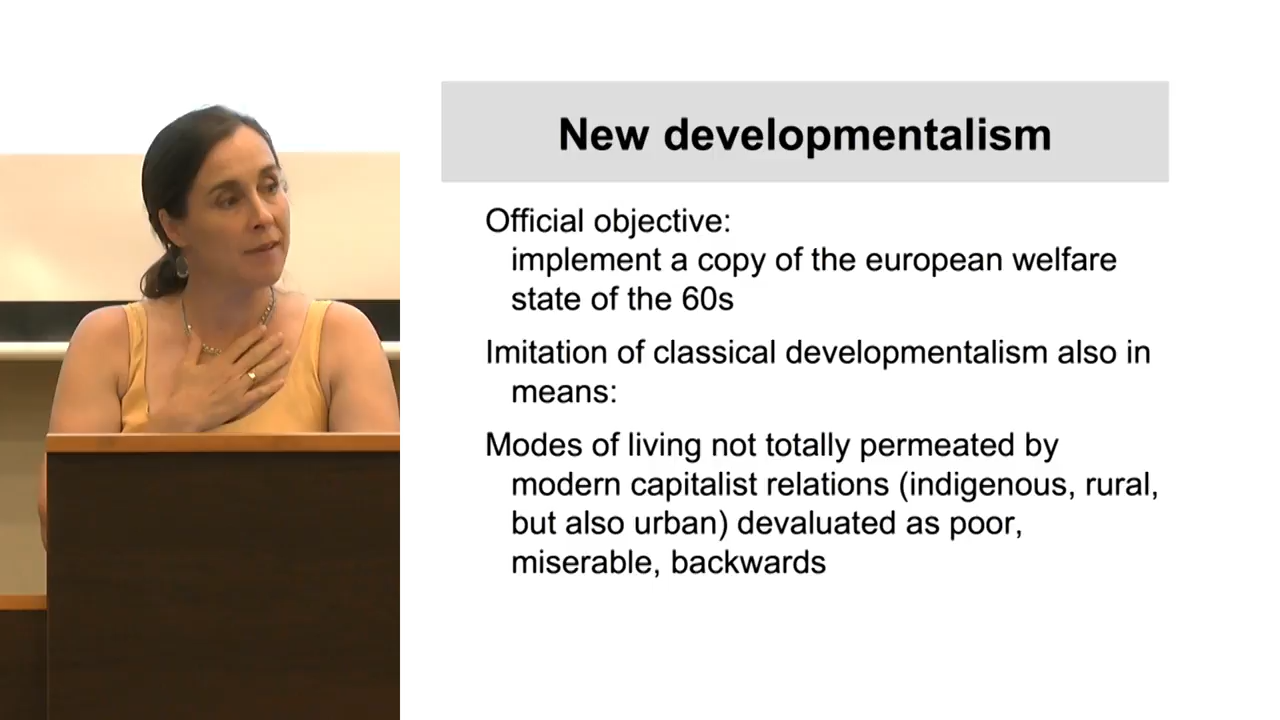 New developmentalism
Official objective:
implement a copy of the european welfare
state of the 60s
Imitation of classical developmentalism also in
means:
Modes of living not totally permeated by
modern capitalist relations (indigenous, rural,
but also urban) devaluated as poor,
miserable, backwards